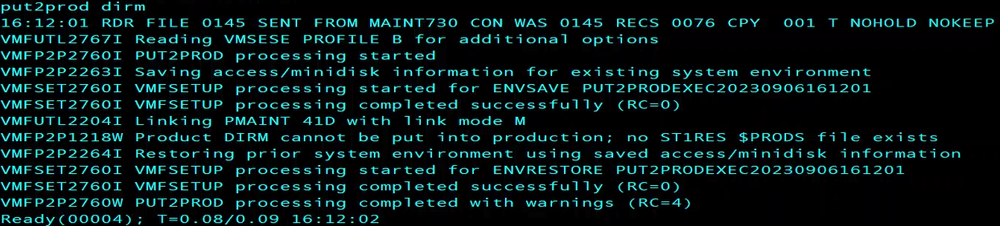 put2prod dirm
16:12:01 RDR FILE 0145 SENT FROM MAINT730 CON WAS 0145 RECS 0076 CPY  001 T NOHOLD NOKEEP
VMFUTL2767I Reading VMSESE PROFILE B for additional options
VMFP2P2760I PUT2PROD processing started
VMFP2P2263I Saving access/minidisk information for existing system environment
VMFSET2760I VMFSETUP processing started for ENVSAVE PUT2PRODEXEC20230906161201
VMFSET2760I VMFSETUP processing completed successfully (RC=0)
VMFUTL2204I Linking PMAINT 41D with link mode M
VMFP2P1218W Product DIRM cannot be put into production; no ST1RES $PRODS file exists
VMFP2P2264I Restoring prior system environment using saved access/minidisk information
VMFSET2760I VMFSETUP processing started for ENVRESTORE PUT2PRODEXEC20230906161201
VMFSET2760I VMFSETUP processing completed successfully (RC=0)
VMFP2P2760W PUT2PROD processing completed with warnings (RC=4)
Ready(00004); T=0.08/0.09 16:12:02